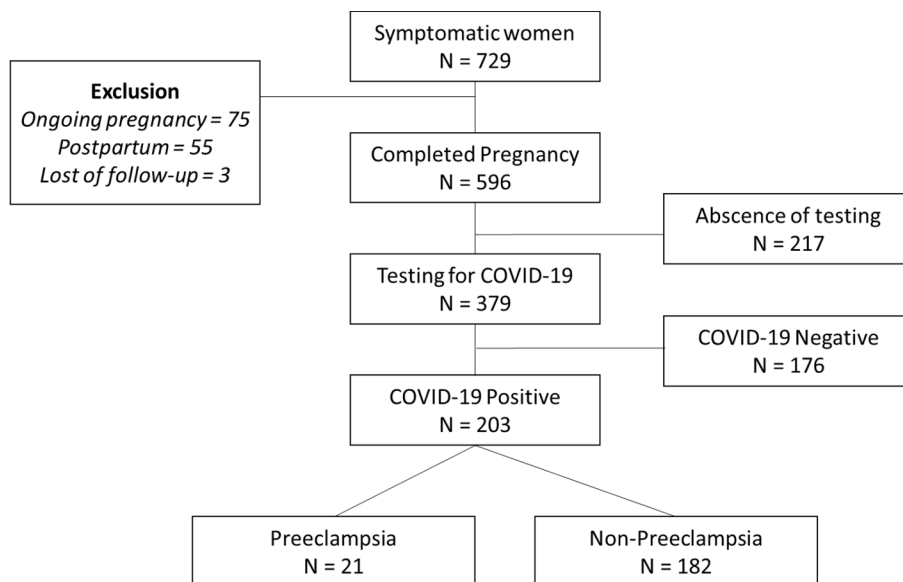 Symptomatic women
N = 729
Exclusion
Ongoing pregnancy = 75
Postpartum = 55
Lost of follow-up = 3
Completed Pregnancy
N = 596
Abscence of testing
N = 217
Testing for COVID-19
N = 379
COVID-19 Negative
N = 176
COVID-19 Positive
N = 203
Preeclampsia
N = 21
Non-Preeclampsia
N = 182